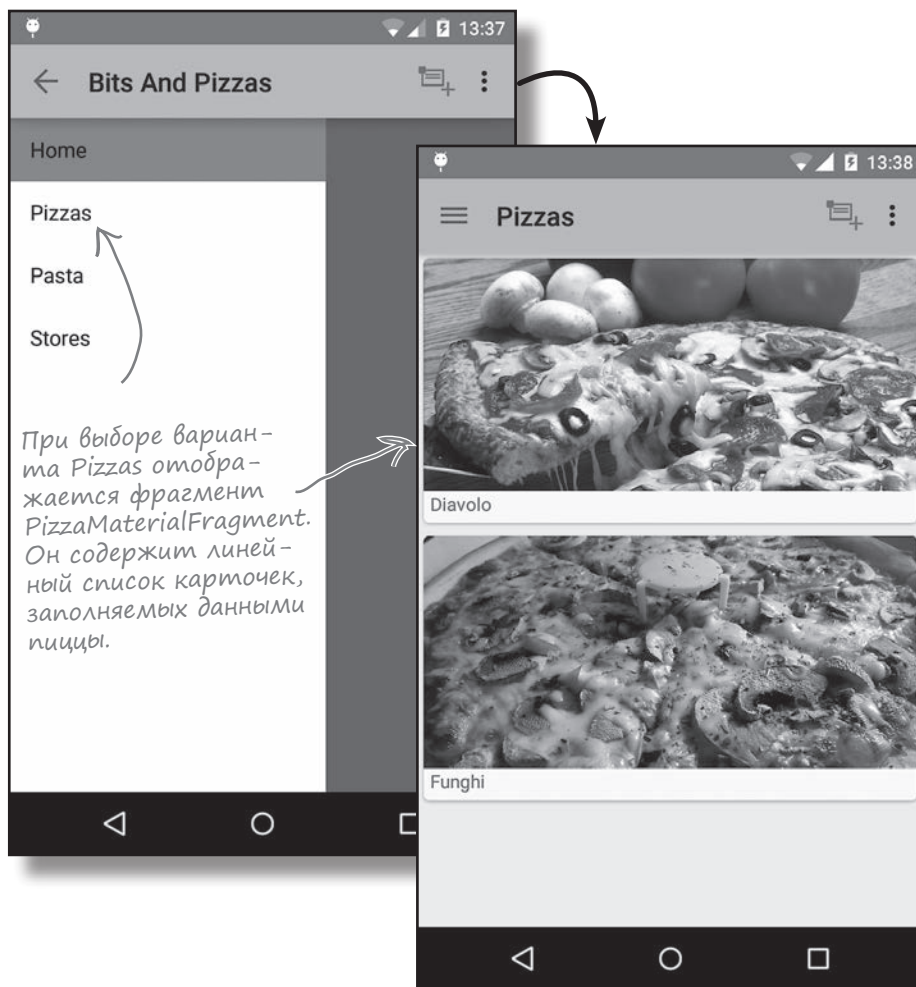 13:37
Bits And Pizzas
Home
Pizzas
Pasta
Stores
При выборе вариан-
та Pizzas отобра-
жается фрагмент
PizzaMaterialFragment.
Он содержит линей-
ный список карточек,
заполняемых данными
пиццы.
13:38
Pizzas
Diavolo
Funghi